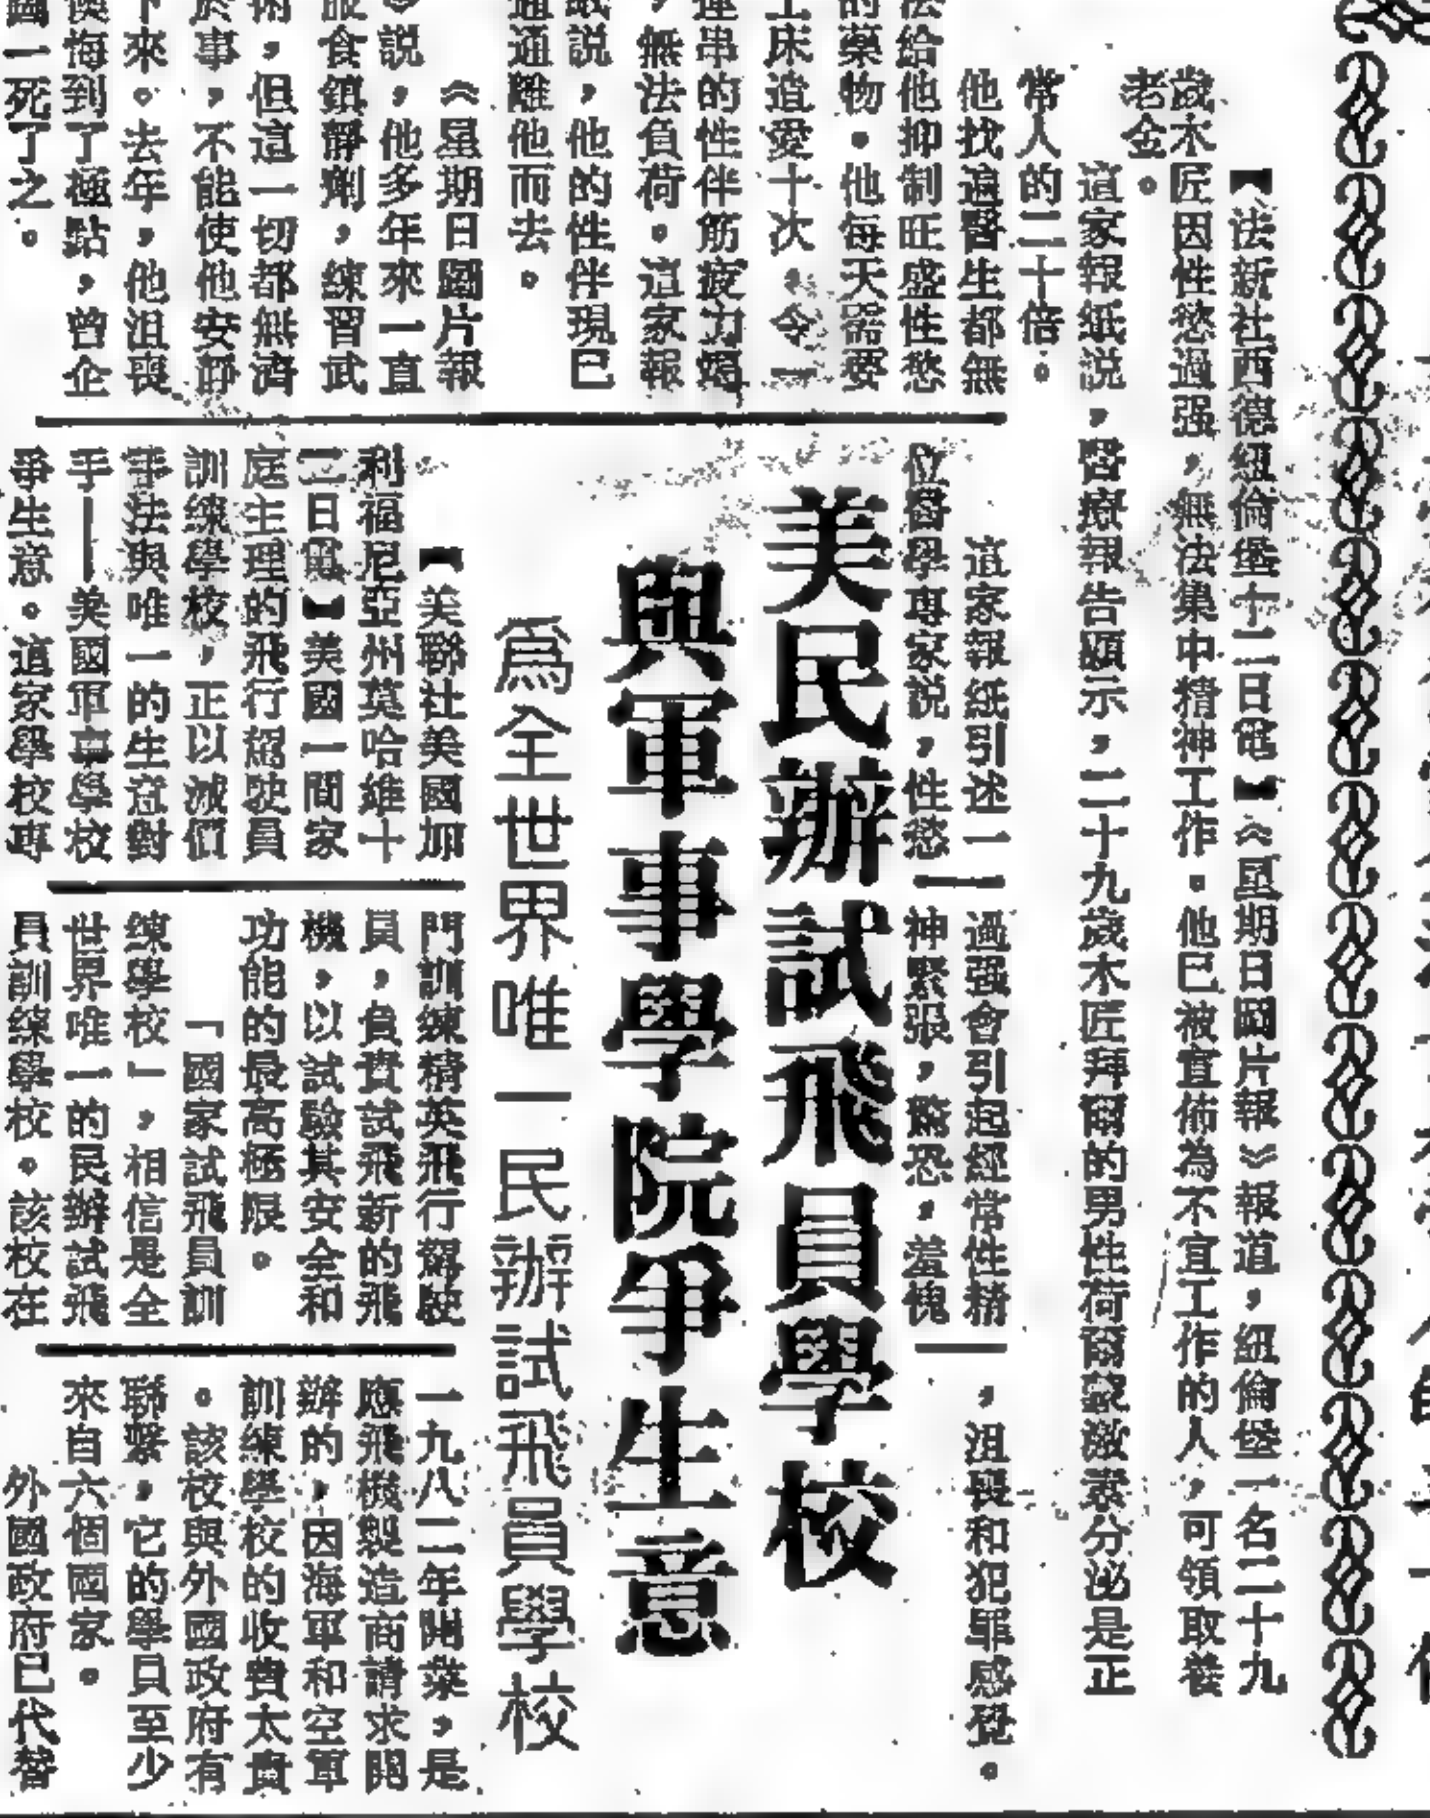 【法新社西德紐倫堡十二日電】《星期日圖片報》報道，紐倫堡一名二十九
歲木匠因性慾過强，無法集中精神工作。他已被宣佈為不宜工作的人，可領取養
老金。
這家報紙説，醫療報告顯示，二十九歲木匠拜爾的男性荷爾蒙激素分泌是正
常人的二十倍。
他找遍醫生都無
法給他抑制旺盛性慾
的藥物。他每天需要
上床造愛十次，令一
連串的性伴筋疲力竭
，無法負荷。這家報
紙説，他的性伴現已
通通離他而去。
《星期日圖片報
》説，他多年來一直
服食鎮靜劑，練習武
術，但這一切都無濟
於事，不能使他安靜
下來。去年，他沮喪
懊悔到了極點，曾企
圖一死了之。
這家報紙引述一
位醫學專家説，性慾
過强會引起經常性精
神緊張，驚恐，羞愧
，沮喪和犯罪感覺。
美民辦試飛員學校
與軍事學院爭生意
為全世界唯一民辦試飛員學校
【美聯社美國加
利福尼亞州莫哈維十
二日電】美國一間家
庭主理的飛行駕駛員
訓練學校，正以減價
手法與唯一的生意對
手——美國軍事學校
爭生意。這家學校專
門訓練精英飛行駕駛
員，負責試飛新的飛
機，以試驗其安全和
功能的最高極限。
「國家試飛員訓
練學校」，相信是全
世界唯一的民辦試飛
員訓練學校。該校在
一九八二年開業，是
應飛機製造商請求開
辦的，因海軍和空軍
訓練學校的收費太貴
。該校與外國政府有
聯繫，它的學員至少
來自六個國家。
外國政府已代替